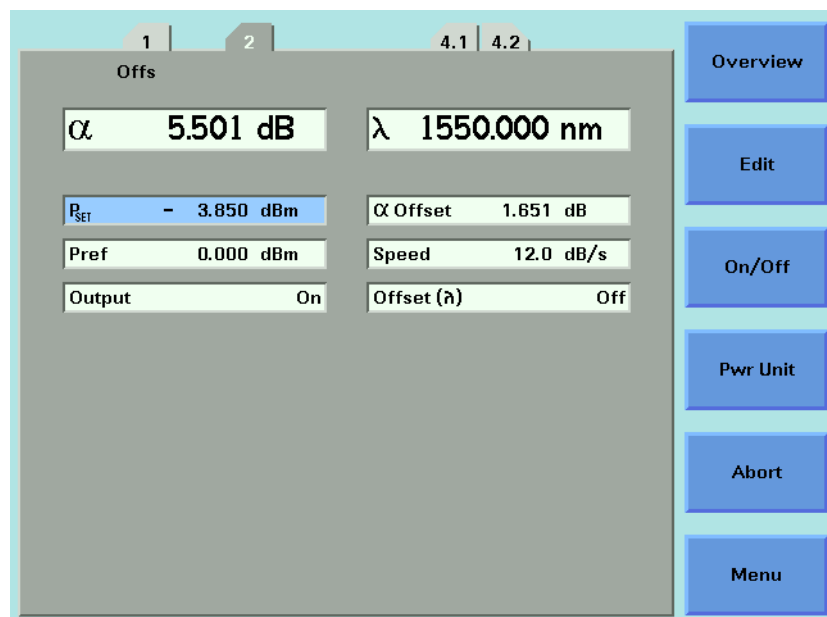 1 2 4.1 4.2
Offs
α 5.501 dB λ 1550.000 nm
PSET - 3.850 dBm α Offset 1.651 dB
Pref 0.000 dBm Speed 12.0 dB/s
Output On Offset (λ) Off
Overview
Edit
On/Off
Pwr Unit
Abort
Menu